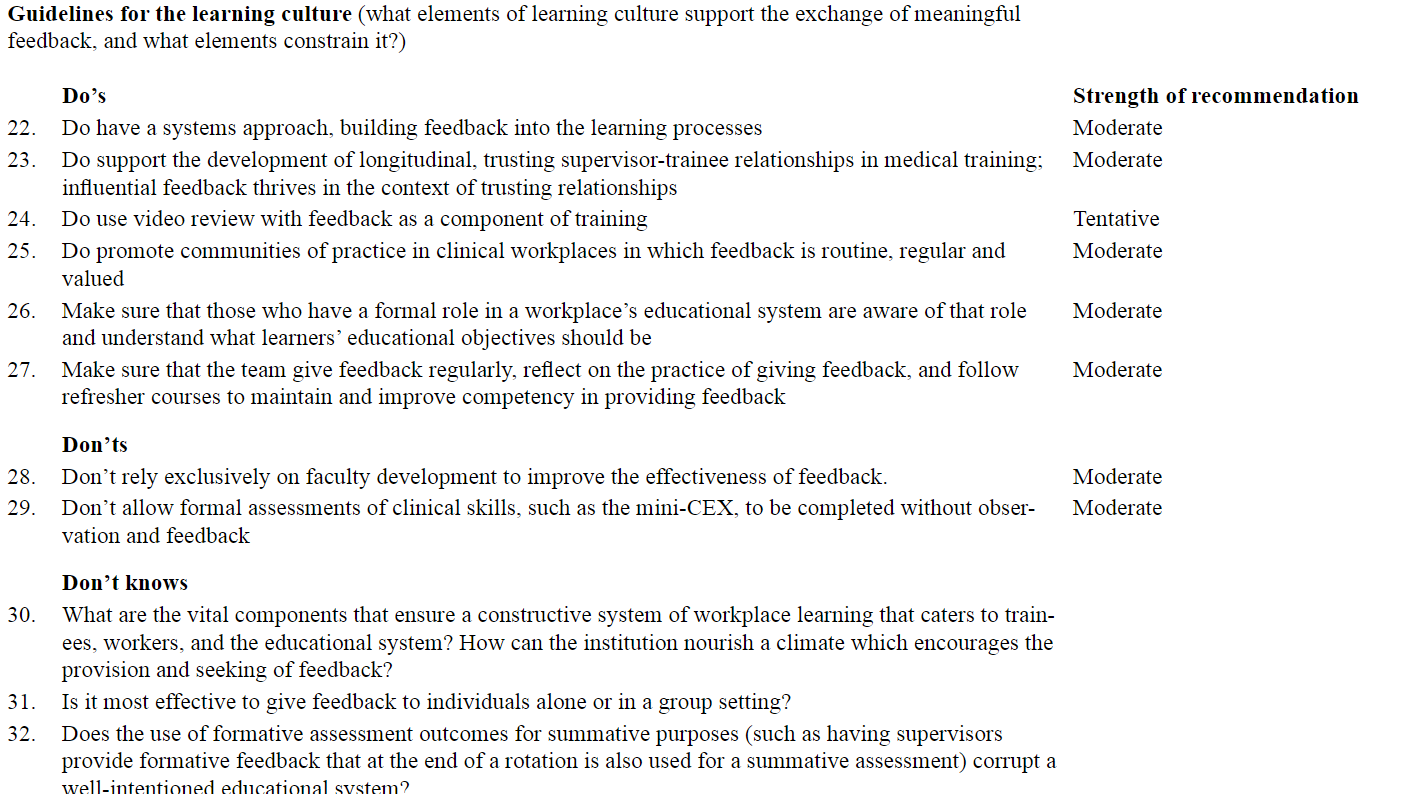 Guidelines for the learning culture (what elements of learning culture support the exchange of meaningful
feedback, and what elements constrain it?)
Do’s Strength of recommendation
22. Do have a systems approach, building feedback into the learning processes Moderate
23. Do support the development of longitudinal, trusting supervisor-trainee relationships in medical training; Moderate
influential feedback thrives in the context of trusting relationships
24. Do use video review with feedback as a component of training Tentative
25. Do promote communities of practice in clinical workplaces in which feedback is routine, regular and Moderate
valued
26. Make sure that those who have a formal role in a workplace’s educational system are aware of that role Moderate
and understand what learners’ educational objectives should be
27. Make sure that the team give feedback regularly, reflect on the practice of giving feedback, and follow Moderate
refresher courses to maintain and improve competency in providing feedback
Don’ts
28. Don’t rely exclusively on faculty development to improve the effectiveness of feedback. Moderate
29. Don’t allow formal assessments of clinical skills, such as the mini-CEX, to be completed without obser- Moderate
vation and feedback
Don’t knows
30. What are the vital components that ensure a constructive system of workplace learning that caters to train-
ees, workers, and the educational system? How can the institution nourish a climate which encourages the
provision and seeking of feedback?
31. Is it most effective to give feedback to individuals alone or in a group setting?
32. Does the use of formative assessment outcomes for summative purposes (such as having supervisors
provide formative feedback that at the end of a rotation is also used for a summative assessment) corrupt a
well-intentioned educational system?